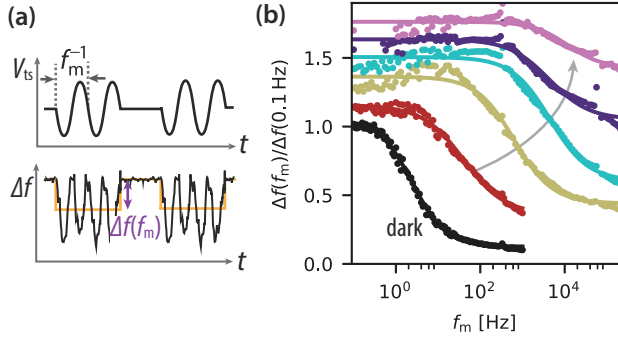 (a)
V_ts
f_m^{-1}
t
Δf
Δf(f_m)
t
(b)
Δf(f_m)/Δf(0.1 Hz)
1.5
1.0
0.5
0.0
dark
10^0
10^2
10^4
f_m [Hz]